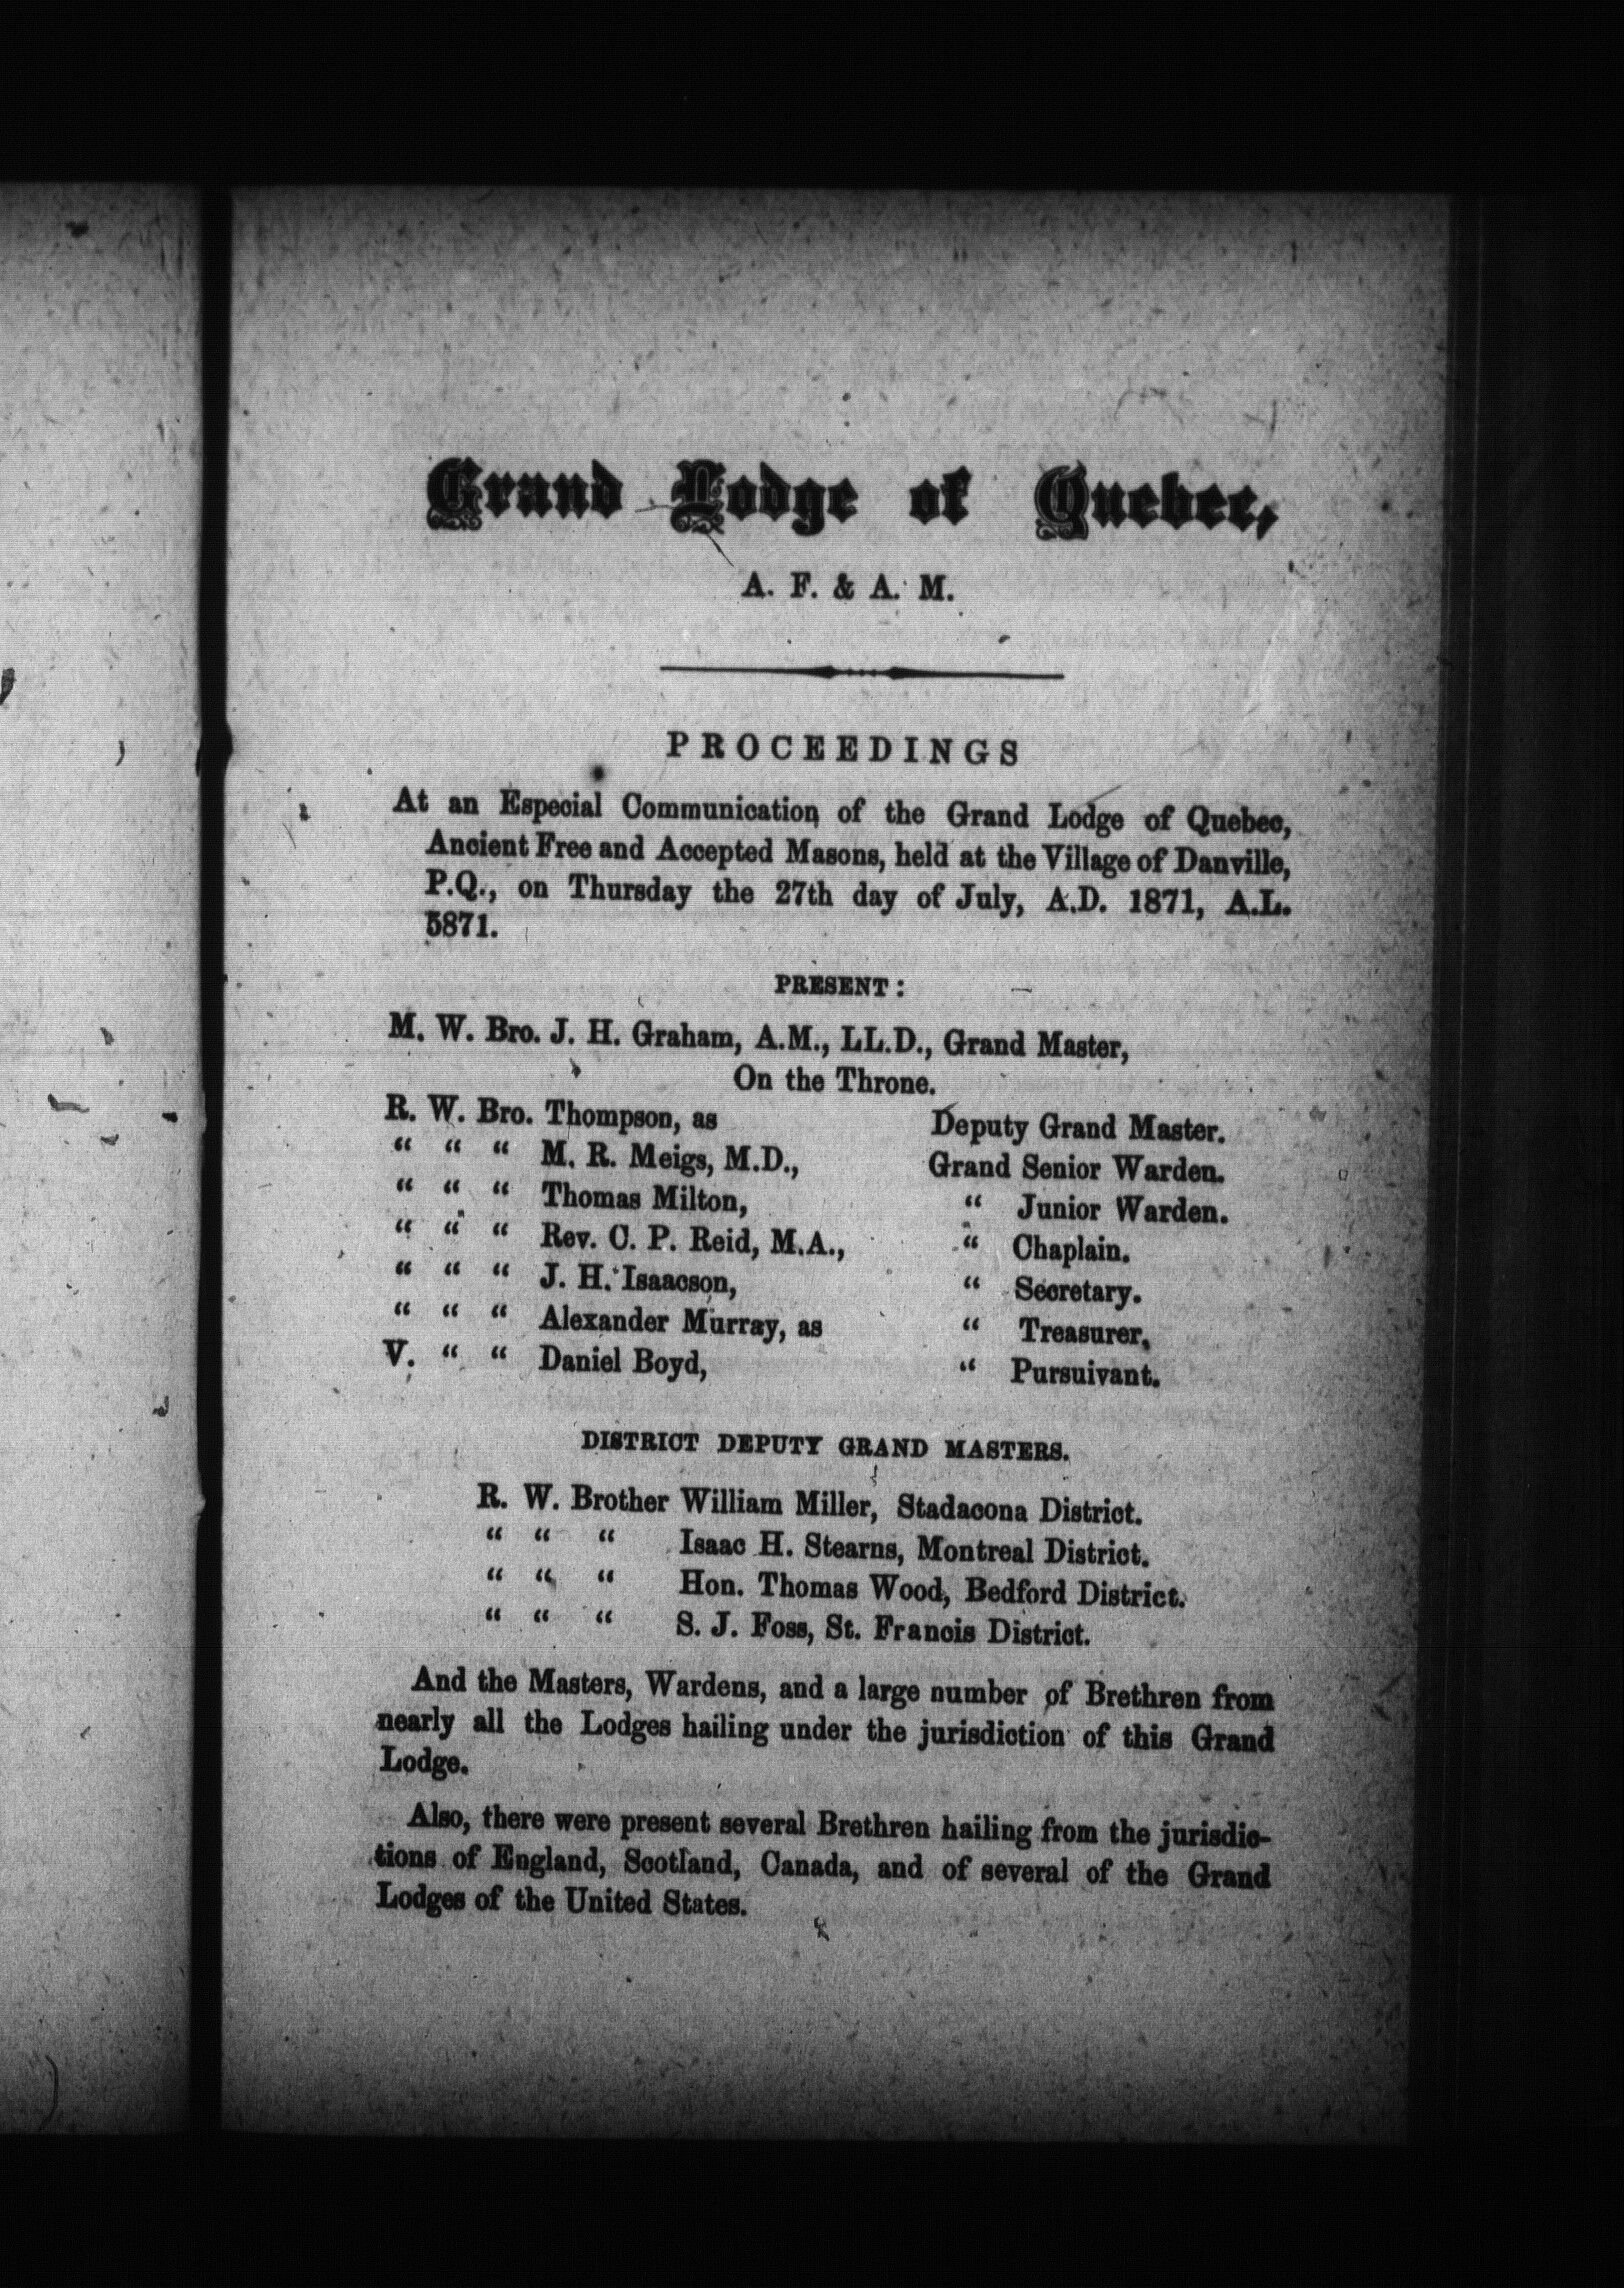 Grand Lodge of Quebec,
A. F. & A. M.
PROCEEDINGS
At an Especial Communication of the Grand Lodge of Quebec,
Ancient Free and Accepted Masons, held at the Village of Danville,
P.Q., on Thursday the 27th day of July, A.D. 1871, A.L.
5871.
PRESENT:
M. W. Bro. J. H. Graham, A.M., LL.D., Grand Master,
On the Throne.
R. W. Bro. Thompson, as Deputy Grand Master.
" " " M. R. Meigs, M.D., Grand Senior Warden.
" " " Thomas Milton, " Junior Warden.
" " " Rev. C. P. Reid, M.A., " Chaplain.
" " " J. H. Isaacson, " Secretary.
" " " Alexander Murray, as " Treasurer.
V. " " Daniel Boyd, " Pursuivant.
DISTRICT DEPUTY GRAND MASTERS.
R. W. Brother William Miller, Stadacona District.
" " " Isaac H. Stearns, Montreal District.
" " " Hon. Thomas Wood, Bedford District.
" " " S. J. Foss, St. Francis District.
And the Masters, Wardens, and a large number of Brethren from
nearly all the Lodges hailing under the jurisdiction of this Grand
Lodge.
Also, there were present several Brethren hailing from the jurisdic-
tions of England, Scotland, Canada, and of several of the Grand
Lodges of the United States.